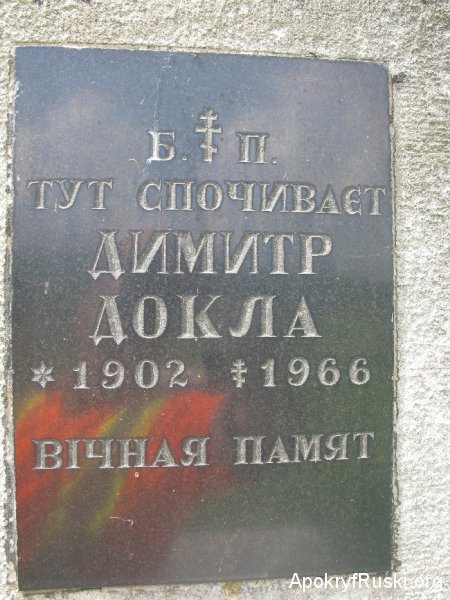 Б. ☦ П.
ТУТ СПОЧИВАЄТ
ДИМИТР
ДОКЛА
* 1902 ‡ 1966
ВІЧНАЯ ПАМЯТ
ApokryfRuski.org